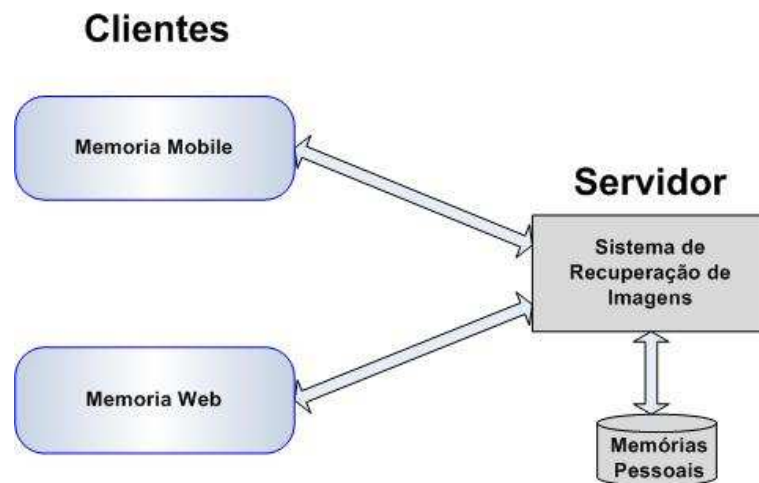 Clientes
Memoria Mobile
Servidor
Sistema de
Recuperação de
Imagens
Memoria Web
Memórias
Pessoais